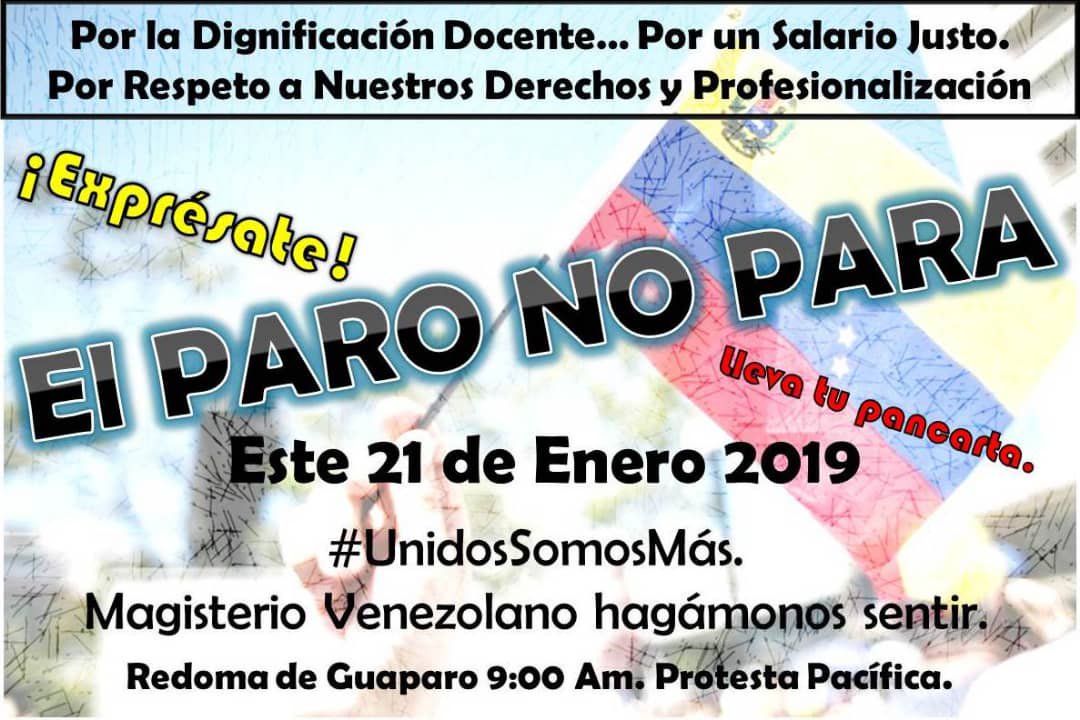 Por la Dignificación Docente... Por un Salario Justo.
Por Respeto a Nuestros Derechos y Profesionalización
¡Exprésate!
El PARO NO PARA
Lleva tu pancarta.
Este 21 de Enero 2019
#UnidosSomosMás.
Magisterio Venezolano hagámonos sentir.
Redoma de Guaparo 9:00 Am. Protesta Pacífica.